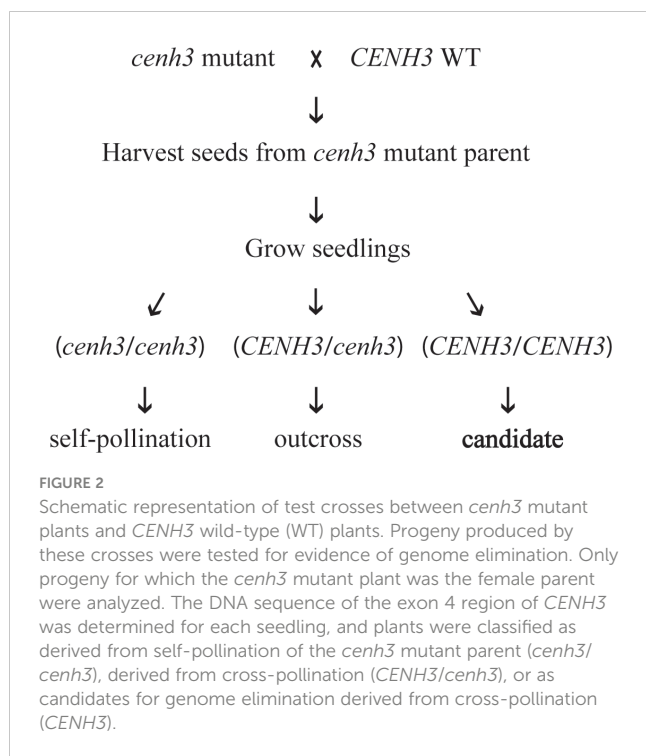 cenh3 mutant x CENH3 WT
↓
Harvest seeds from cenh3 mutant parent
↓
Grow seedlings
↙ ↓ ↘
(cenh3/cenh3) (CENH3/cenh3) (CENH3/CENH3)
↓ ↓ ↓
self-pollination outcross candidate
FIGURE 2
Schematic representation of test crosses between cenh3 mutant
plants and CENH3 wild-type (WT) plants. Progeny produced by
these crosses were tested for evidence of genome elimination. Only
progeny for which the cenh3 mutant plant was the female parent
were analyzed. The DNA sequence of the exon 4 region of CENH3
was determined for each seedling, and plants were classified as
derived from self-pollination of the cenh3 mutant parent (cenh3/
cenh3), derived from cross-pollination (CENH3/cenh3), or as
candidates for genome elimination derived from cross-pollination
(CENH3).